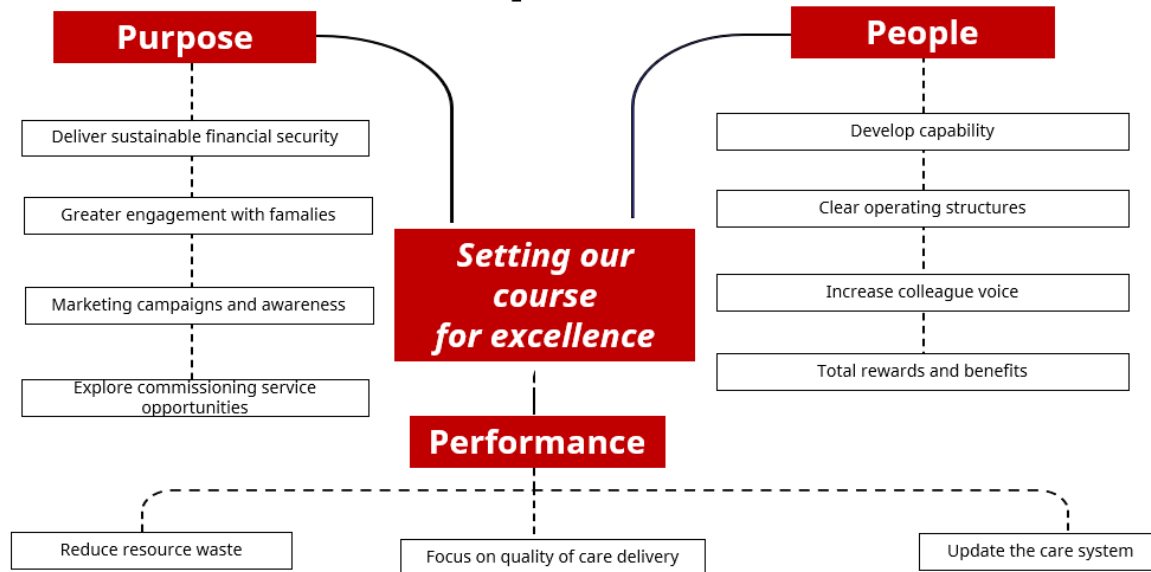 Purpose
Deliver sustainable financial security
Greater engagement with famalies
Marketing campaigns and awareness
Explore commissioning service
opportunities
People
Develop capability
Clear operating structures
Increase colleague voice
Total rewards and benefits
Setting our
course
for excellence
Performance
Reduce resource waste
Focus on quality of care delivery
Update the care system